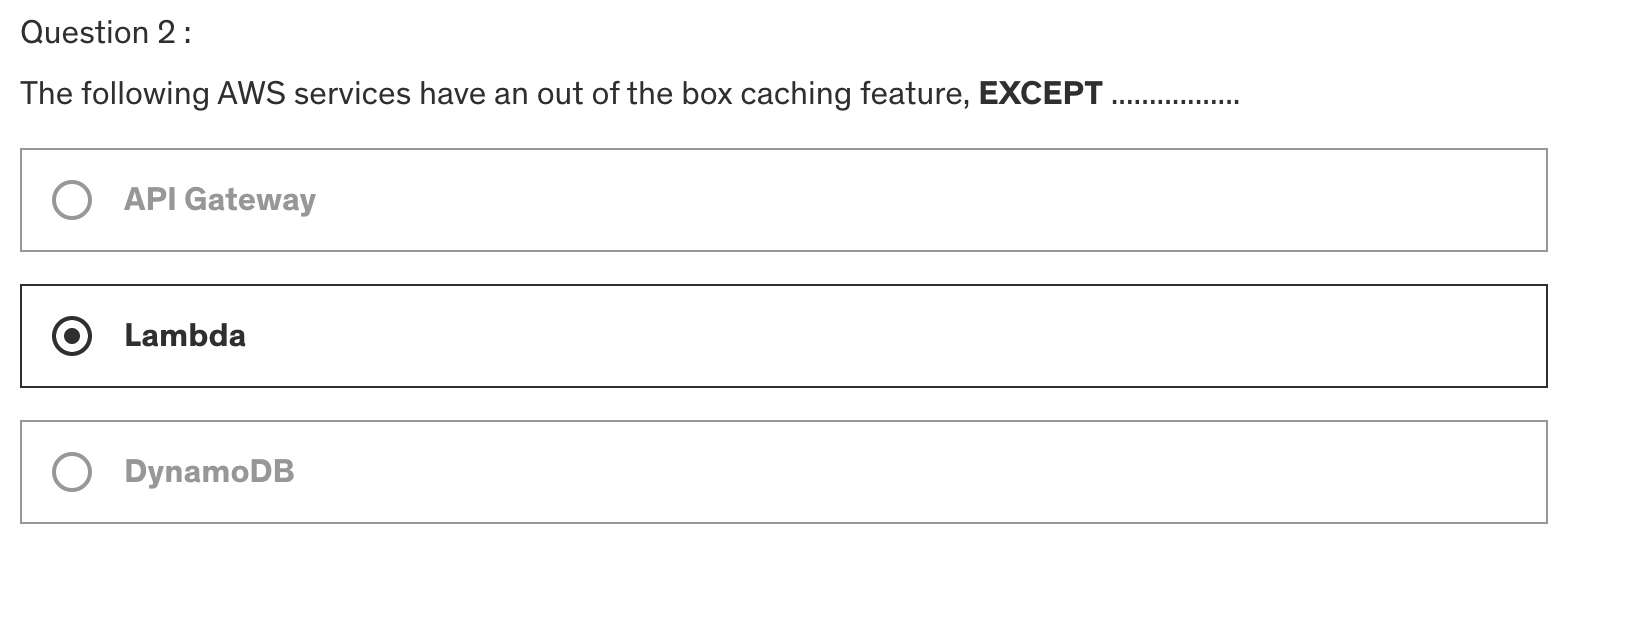 Question 2 :
The following AWS services have an out of the box caching feature, EXCEPT .................
API Gateway
Lambda
DynamoDB